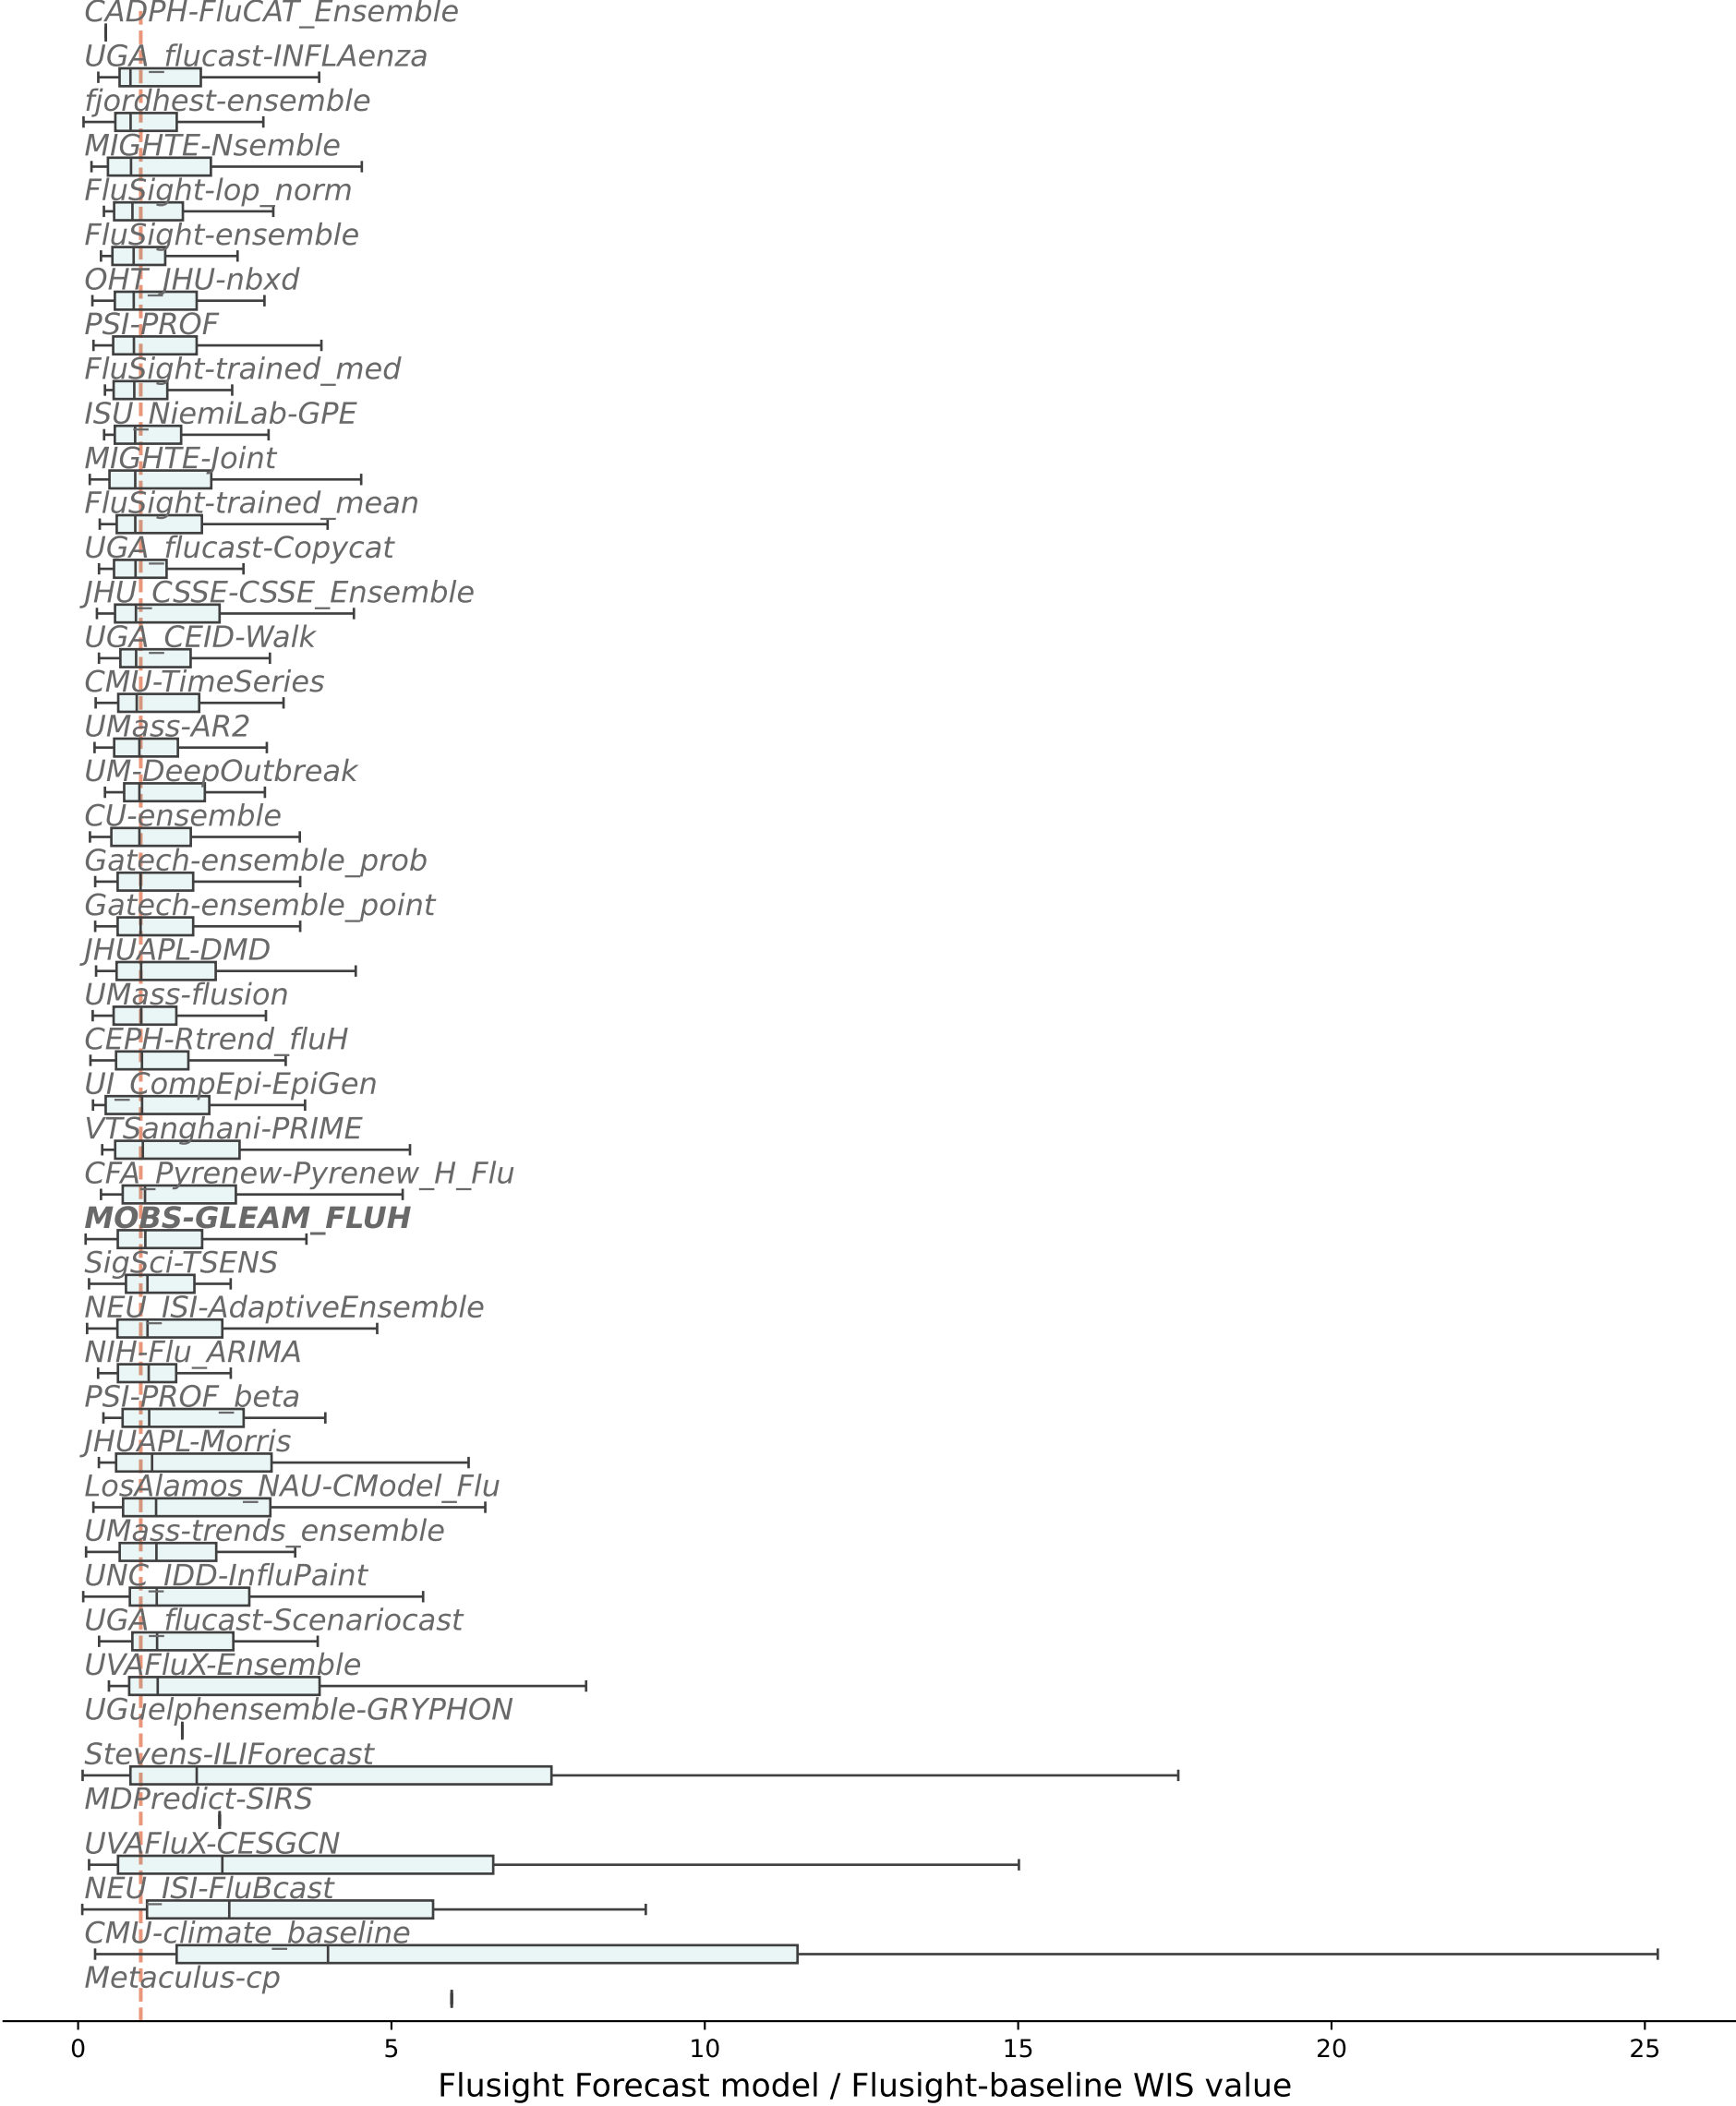 CADPH-FluCAT_Ensemble
UGA_flucast-INFLAenza
fjordhest-ensemble
MIGHTE-Nsemble
FluSight-lop_norm
FluSight-ensemble
OHT_JHU-nbxd
PSI-PROF
FluSight-trained_med
ISU_NiemiLab-GPE
MIGHTE-Joint
FluSight-trained_mean
UGA_flucast-Copycat
JHU_CSSE-CSSE_Ensemble
UGA_CEID-Walk
CMU-TimeSeries
UMass-AR2
UM-DeepOutbreak
CU-ensemble
Gatech-ensemble_prob
Gatech-ensemble_point
JHUAPL-DMD
UMass-flusion
CEPH-Rtrend_fluH
UI_CompEpi-EpiGen
VTSanghani-PRIME
CFA_Pyrenew-Pyrenew_H_Flu
MOBS-GLEAM_FLUH
SigSci-TSENS
NEU_ISI-AdaptiveEnsemble
NIH-Flu_ARIMA
PSI-PROF_beta
JHUAPL-Morris
LosAlamos_NAU-CModel_Flu
UMass-trends_ensemble
UNC_IDD-InfluPaint
UGA_flucast-Scenariocast
UVAFluX-Ensemble
UGuelphensemble-GRYPHON
Stevens-ILIForecast
MDPredict-SIRS
UVAFluX-CESGCN
NEU_ISI-FluBcast
CMU-climate_baseline
Metaculus-cp
0 5 10 15 20 25
Flusight Forecast model / Flusight-baseline WIS value